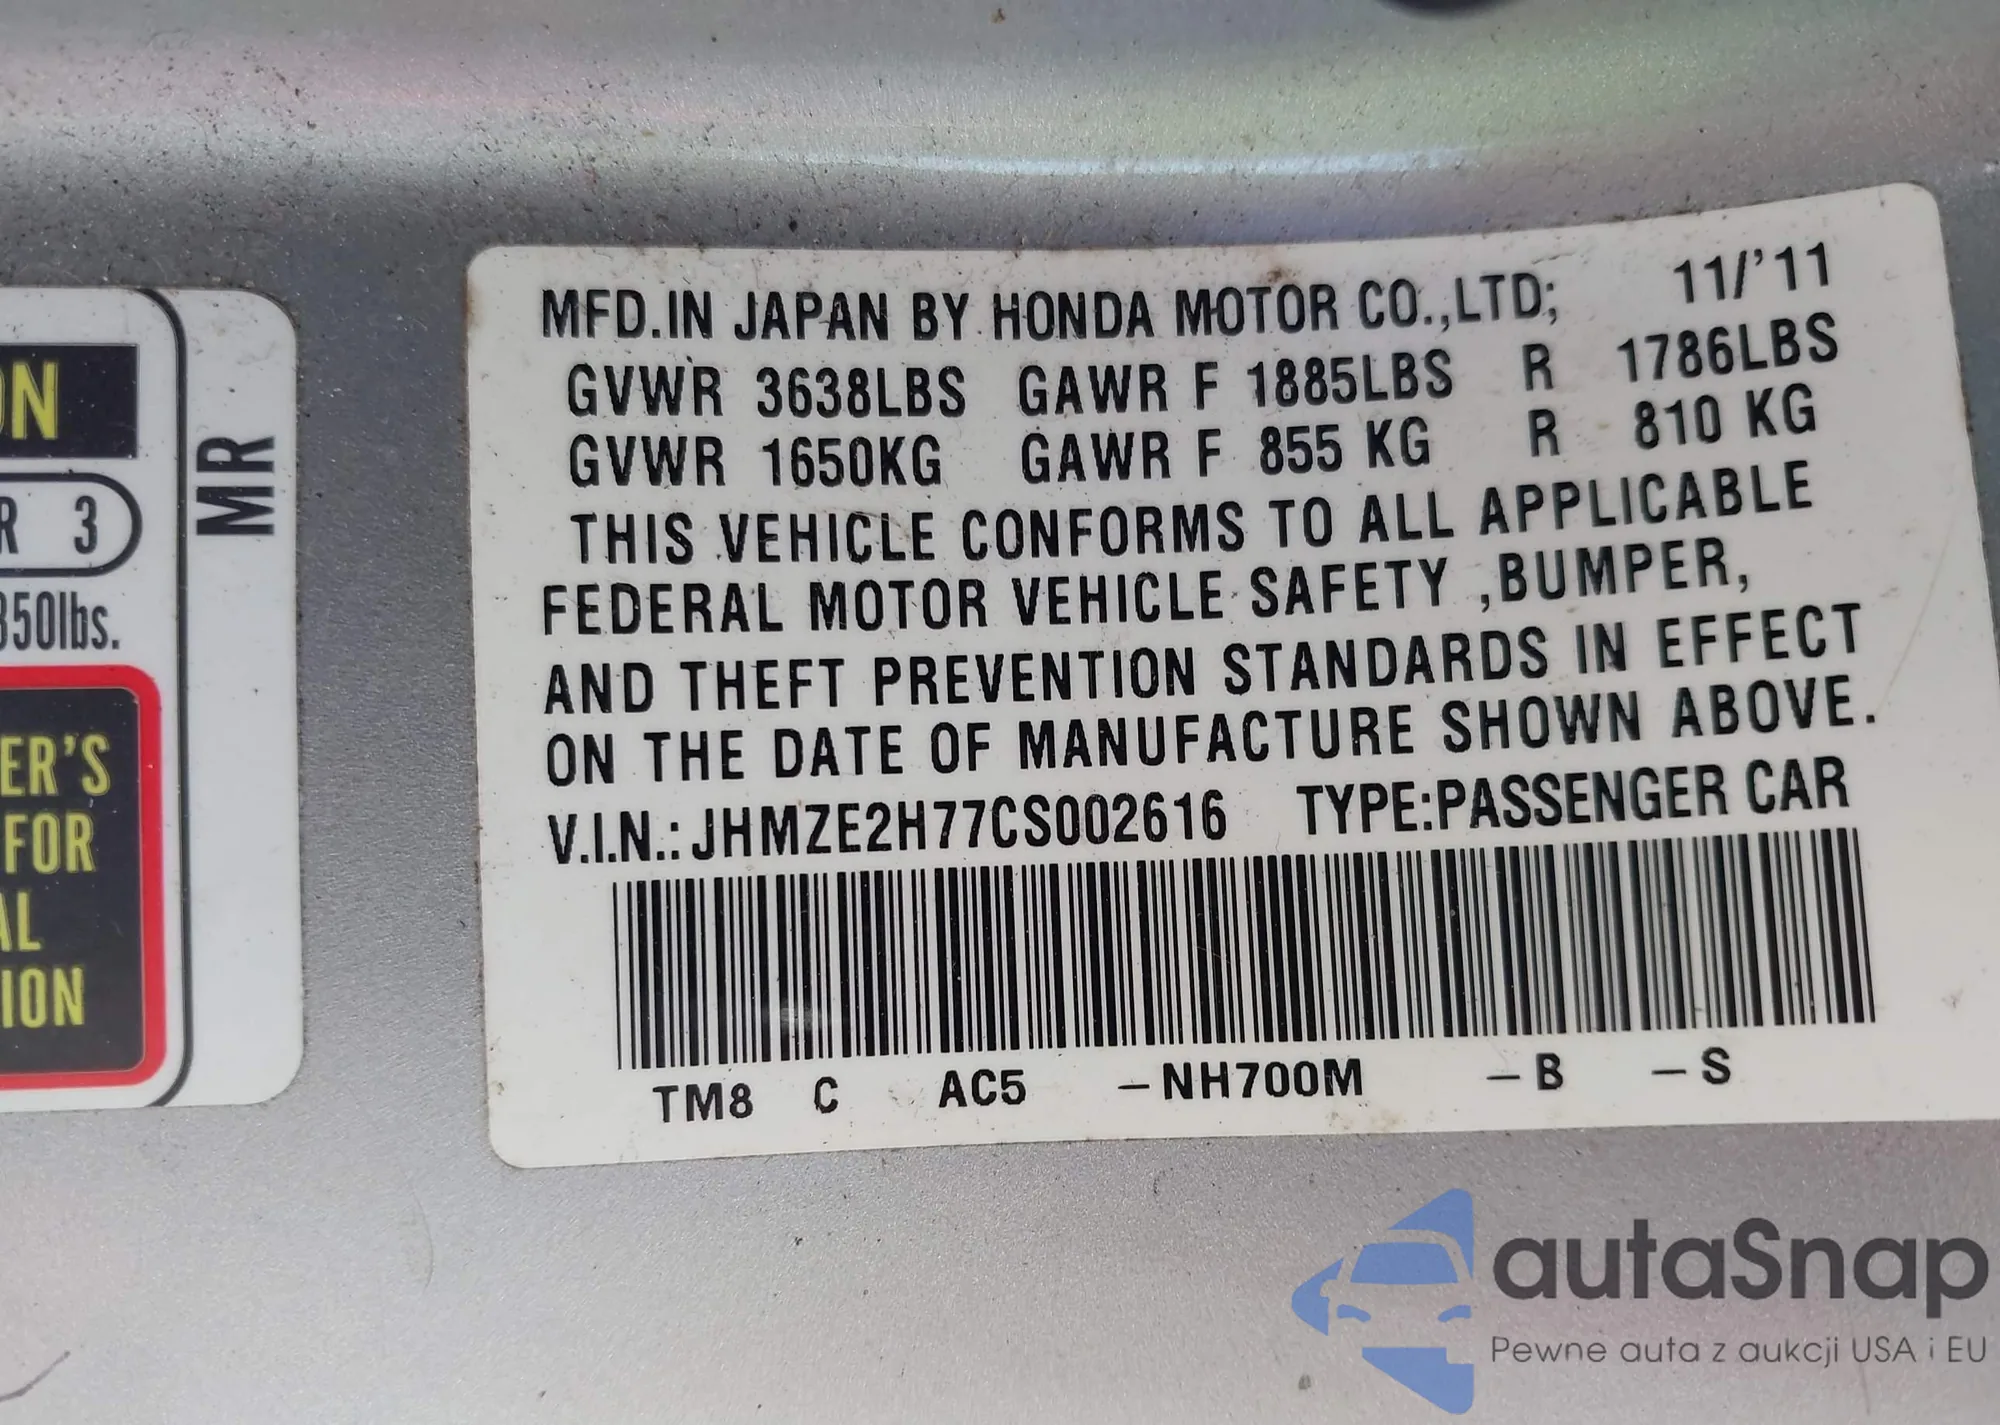 MFD.IN JAPAN BY HONDA MOTOR CO.,LTD; 11/'11
GVWR 3638LBS GAWR F 1885LBS R 1786LBS
GVWR 1650KG GAWR F 855 KG R 810 KG
THIS VEHICLE CONFORMS TO ALL APPLICABLE
FEDERAL MOTOR VEHICLE SAFETY ,BUMPER,
AND THEFT PREVENTION STANDARDS IN EFFECT
ON THE DATE OF MANUFACTURE SHOWN ABOVE.
V.I.N.: JHMZE2H77CS002616 TYPE:PASSENGER CAR
TM8 C AC5 -NH700M -B -S
ON
R 3
350lbs.
ER'S
FOR
AL
ION
MR
autaSnap
Pewne auta z aukcji USA i EU